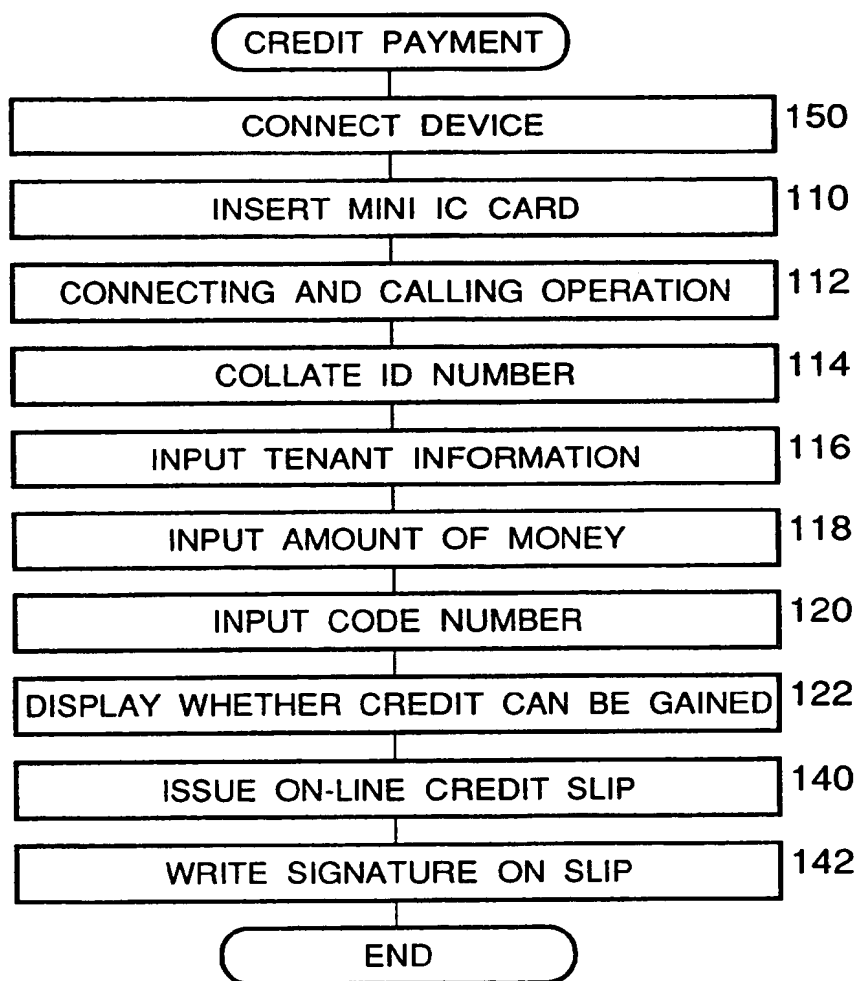 CREDIT PAYMENT
CONNECT DEVICE 150
INSERT MINI IC CARD 110
CONNECTING AND CALLING OPERATION 112
COLLATE ID NUMBER 114
INPUT TENANT INFORMATION 116
INPUT AMOUNT OF MONEY 118
INPUT CODE NUMBER 120
DISPLAY WHETHER CREDIT CAN BE GAINED 122
ISSUE ON-LINE CREDIT SLIP 140
WRITE SIGNATURE ON SLIP 142
END